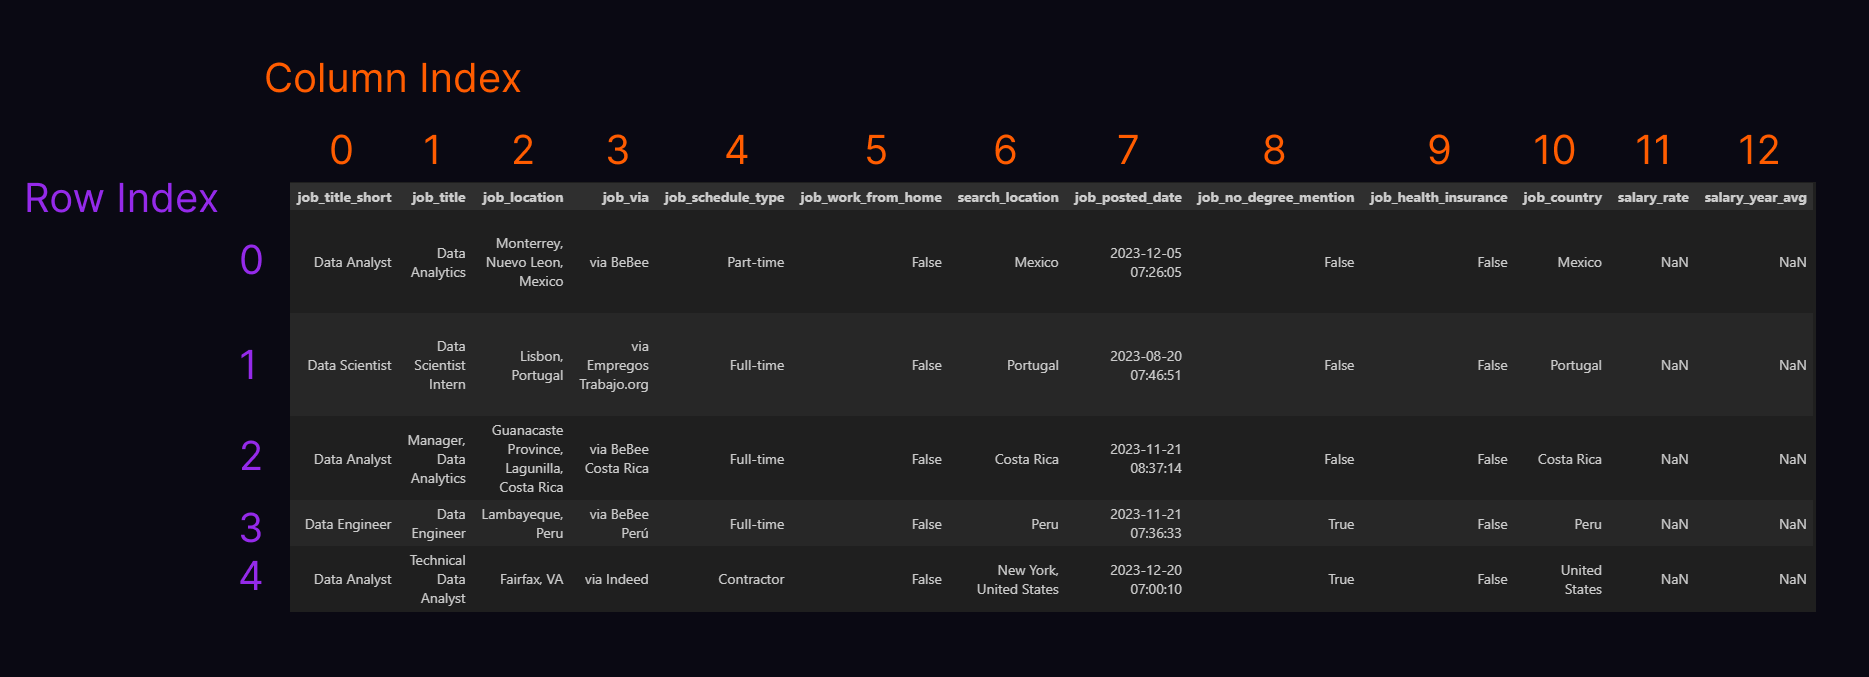 Column Index
0 1 2 3 4 5 6 7 8 9 10 11 12
Row Index
job_title_short job_title job_location job_via job_schedule_type job_work_from_home search_location job_posted_date job_no_degree_mention job_health_insurance job_country salary_rate salary_year_avg
0
Data Analyst
Data
Analytics
Monterrey,
Nuevo Leon,
Mexico
via BeBee
Part-time
False
Mexico
2023-12-05
07:26:05
False
False
Mexico
NaN
NaN
1
Data Scientist
Data
Scientist
Intern
Lisbon,
Portugal
via
Empregos
Trabajo.org
Full-time
False
Portugal
2023-08-20
07:46:51
False
False
Portugal
NaN
NaN
2
Data Analyst
Manager,
Data
Analytics
Guanacaste
Province,
Lagunilla,
Costa Rica
via BeBee
Costa Rica
Full-time
False
Costa Rica
2023-11-21
08:37:14
False
False
Costa Rica
NaN
NaN
3
Data Engineer
Data
Engineer
Lambayeque,
Peru
via BeBee
Perú
Full-time
False
Peru
2023-11-21
07:36:33
True
False
Peru
NaN
NaN
4
Data Analyst
Technical
Data
Analyst
Fairfax, VA
via Indeed
Contractor
False
New York,
United States
2023-12-20
07:00:10
True
False
United
States
NaN
NaN